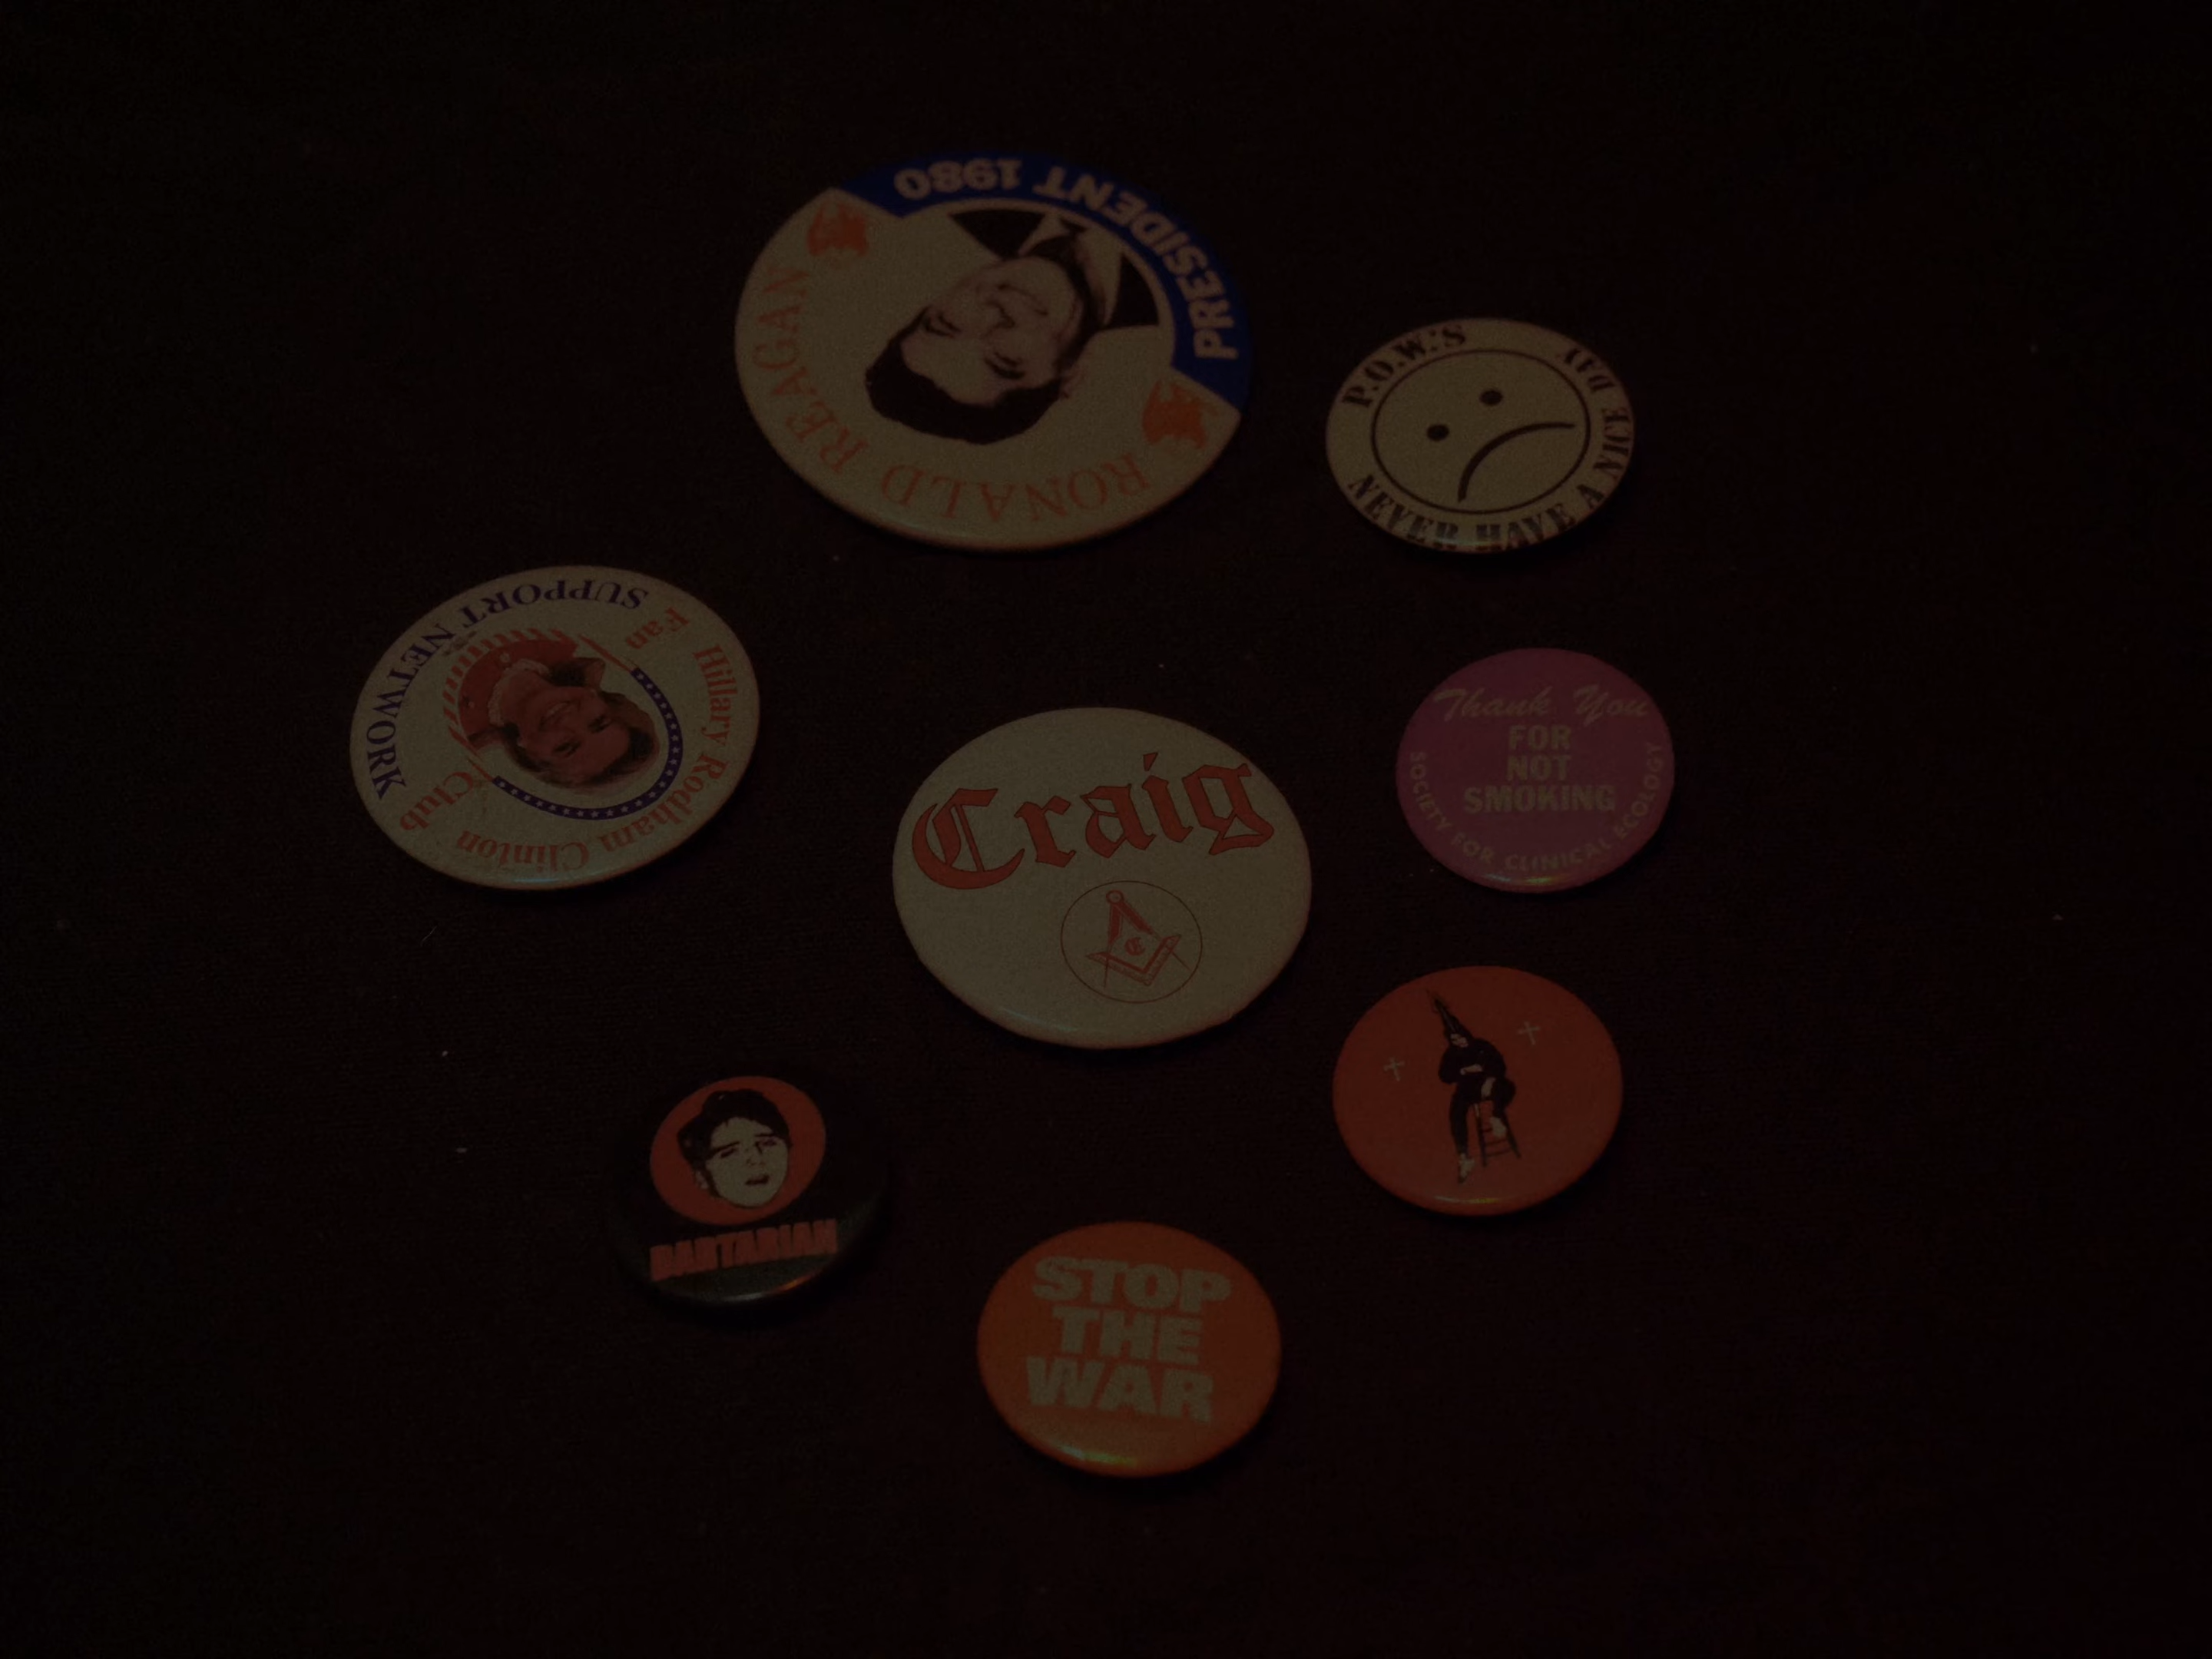 RONALD REAGAN
PRESIDENT 1980
P.O.W.'S
NEVER HAVE A NICE DAY
Hillary Rodham Clinton
Fan Club
SUPPORT NETWORK
Thank You
FOR
NOT
SMOKING
SOCIETY FOR CLINICAL ECOLOGY
Craig
C
STOP
THE
WAR